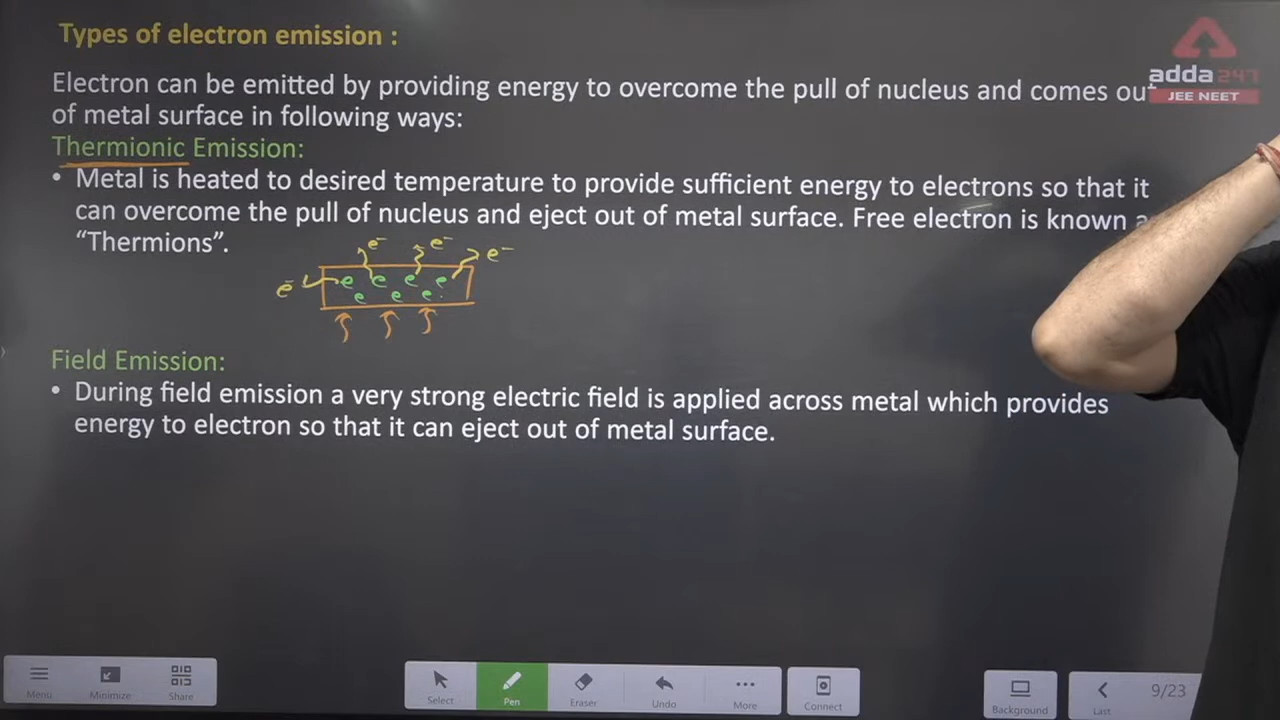 Types of electron emission :
adda247
JEE NEET
Electron can be emitted by providing energy to overcome the pull of nucleus and comes out
of metal surface in following ways:
Thermionic Emission:
• Metal is heated to desired temperature to provide sufficient energy to electrons so that it
can overcome the pull of nucleus and eject out of metal surface. Free electron is known
“Thermions”.
e⁻ e⁻ e⁻
e⁻ e e e e
e e e
Field Emission:
• During field emission a very strong electric field is applied across metal which provides
energy to electron so that it can eject out of metal surface.
Menu Minimize Share Select Pen Eraser Undo More Connect Background Last 9/23